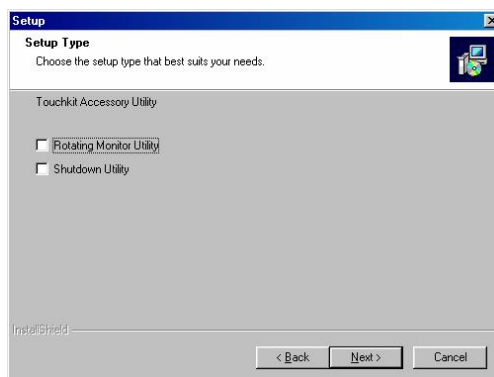 Setup
Setup Type
Choose the setup type that best suits your needs.
Touchkit Accessory Utility
Rotating Monitor Utility
Shutdown Utility
InstallShield
< Back
Next >
Cancel